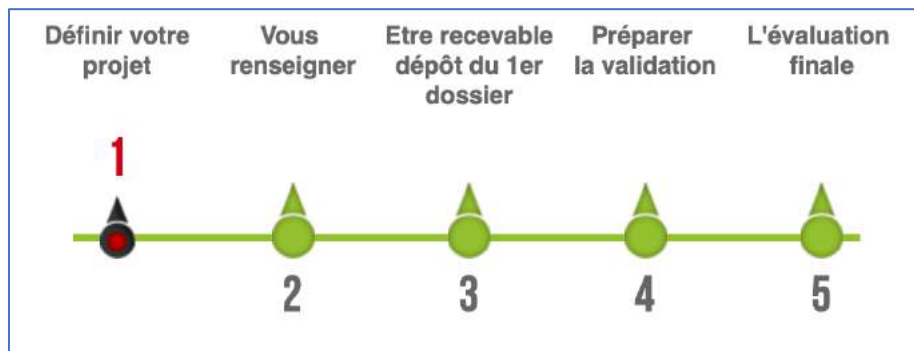 Définir votre
projet
Vous
renseigner
Etre recevable
dépôt du 1er
dossier
Préparer
la validation
L'évaluation
finale
1
2
3
4
5